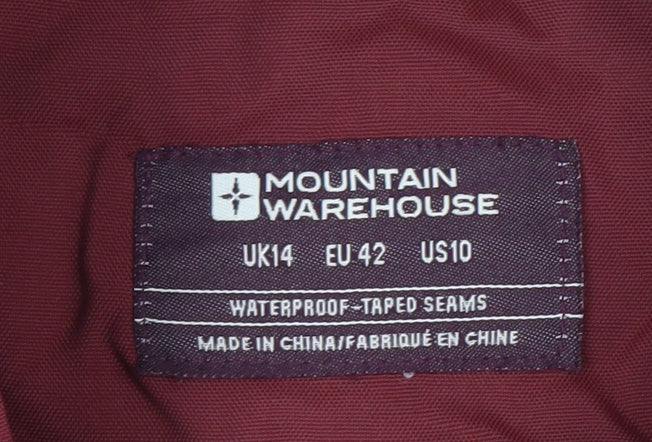 MOUNTAIN
WAREHOUSE
UK14 EU 42 US10
WATERPROOF-TAPED SEAMS
MADE IN CHINA/FABRIQUÉ EN CHINE